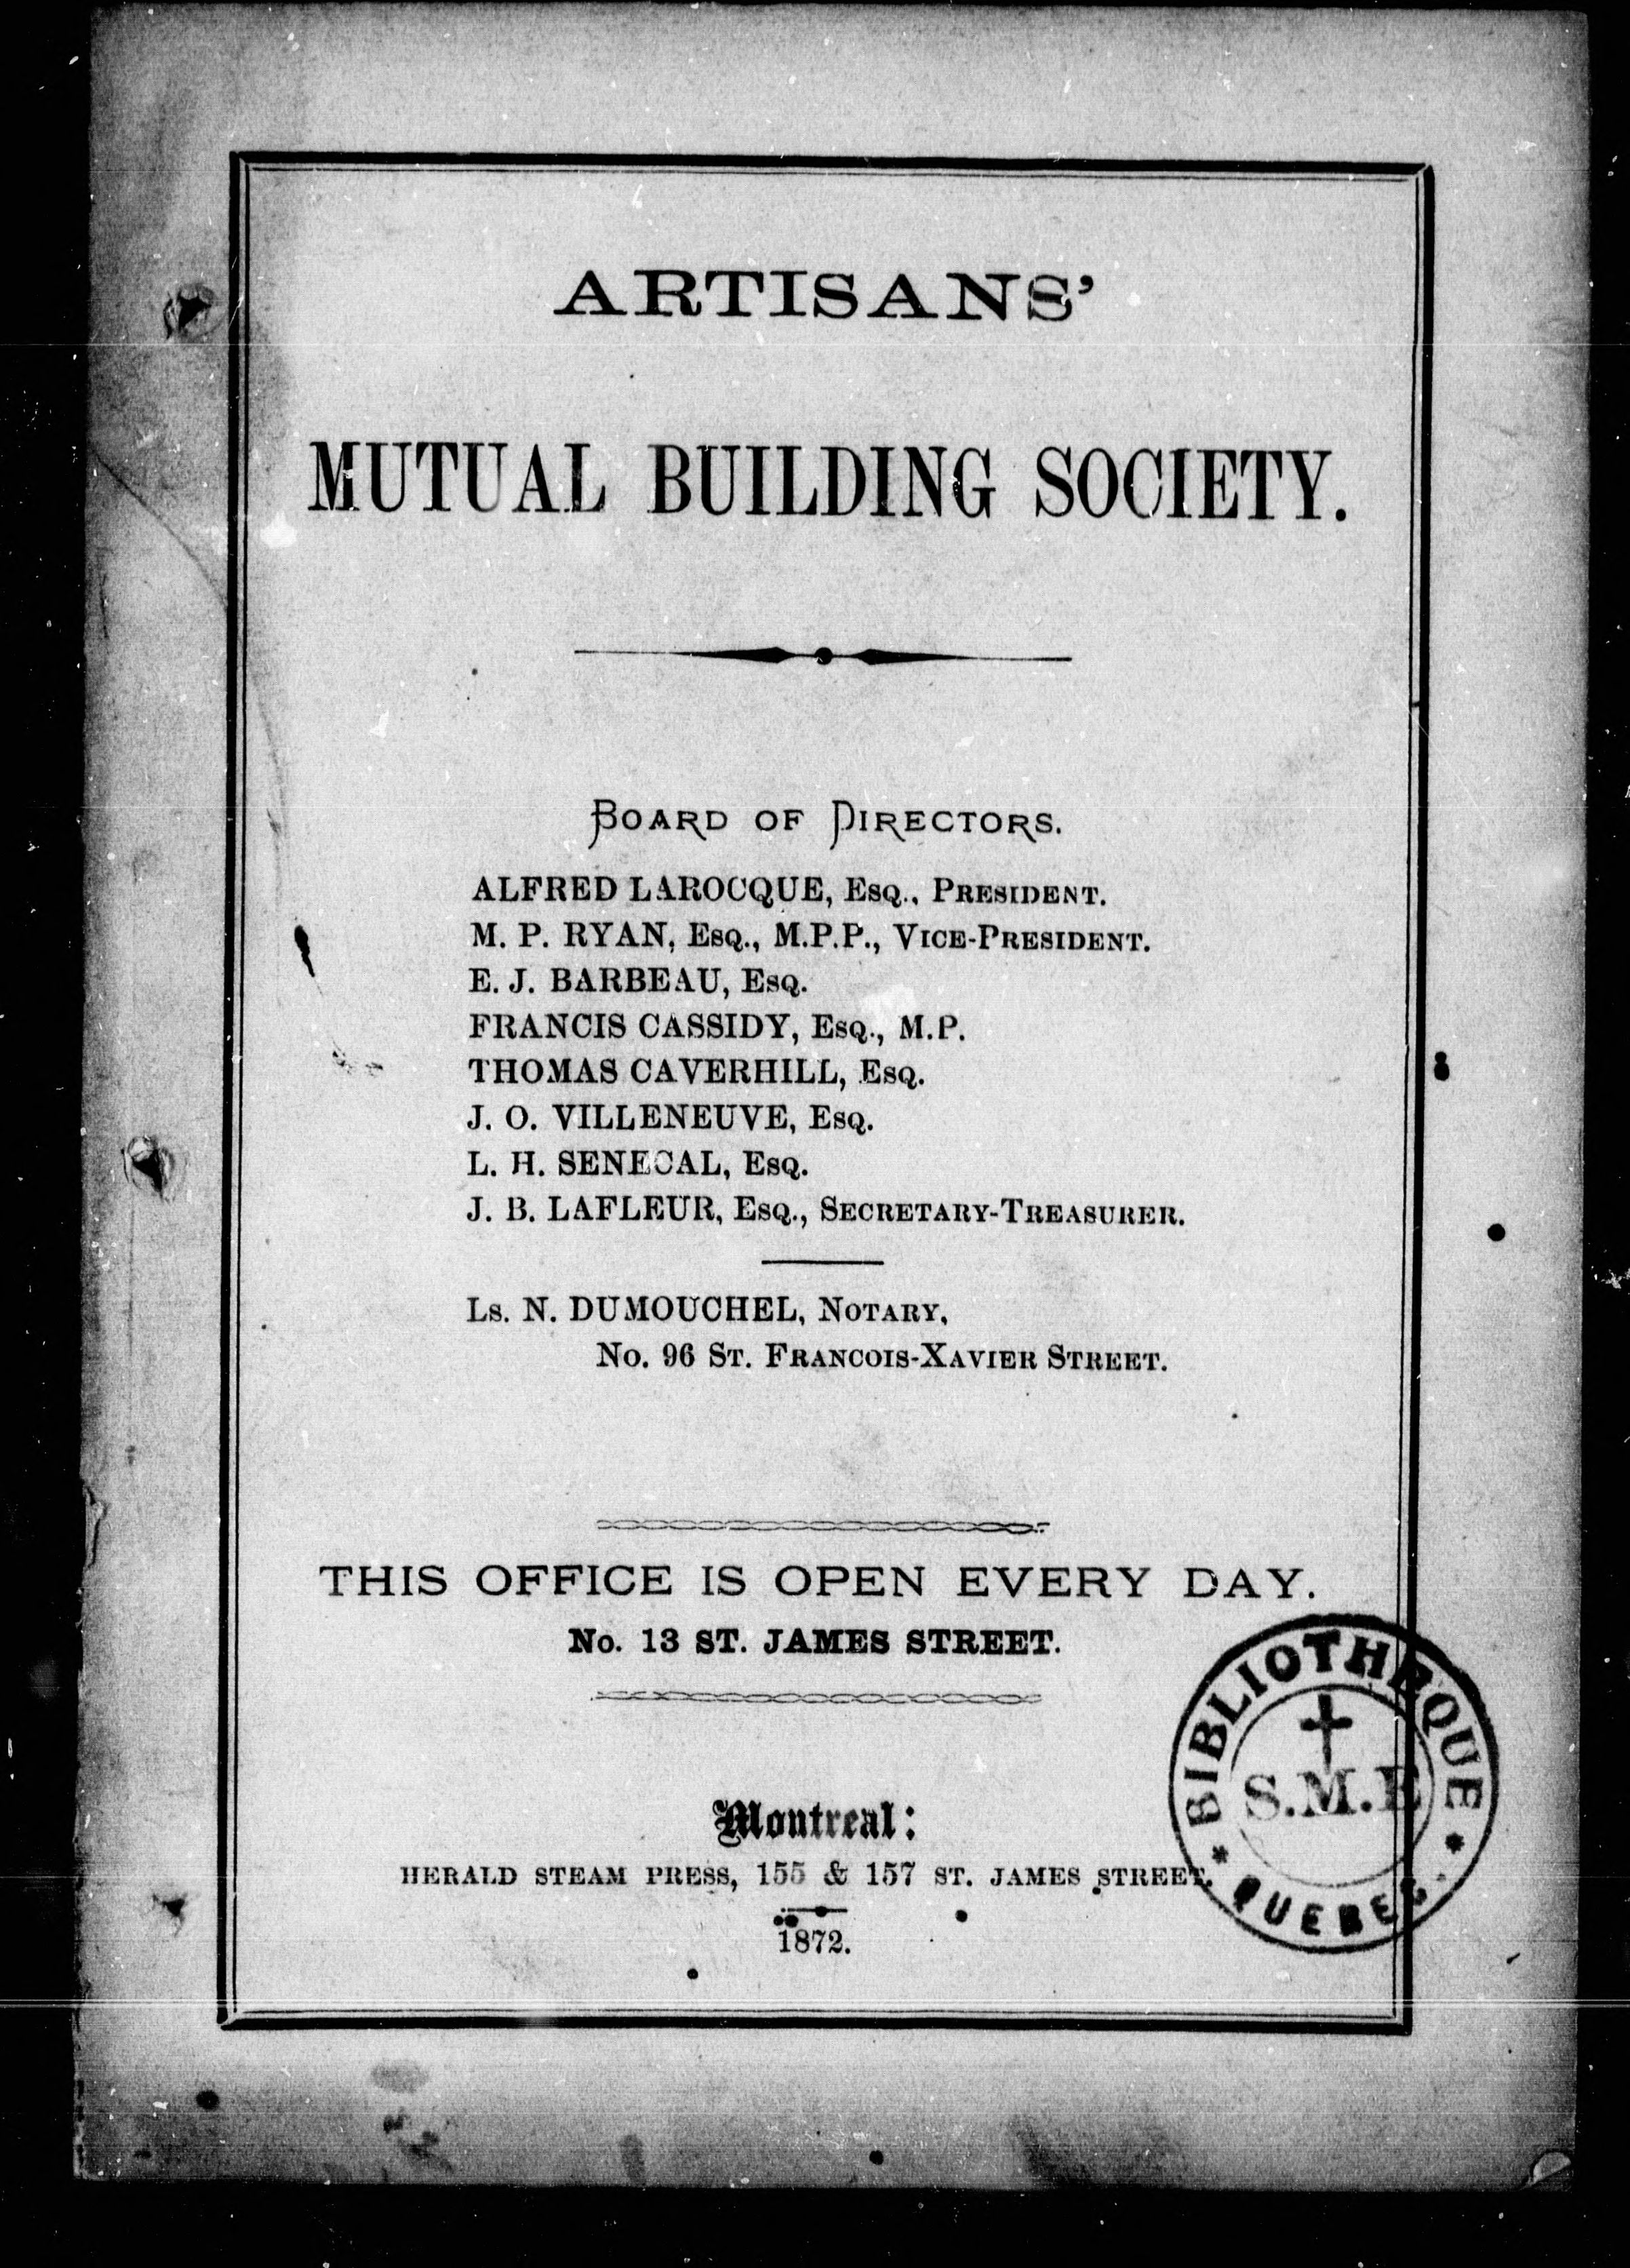 ARTISANS'
MUTUAL BUILDING SOCIETY.
BOARD OF DIRECTORS.
ALFRED LAROCQUE, ESQ., PRESIDENT.
M. P. RYAN, ESQ., M.P.P., VICE-PRESIDENT.
E. J. BARBEAU, ESQ.
FRANCIS CASSIDY, ESQ., M.P.
THOMAS CAVERHILL, ESQ.
J. O. VILLENEUVE, ESQ.
L. H. SENECAL, ESQ.
J. B. LAFLEUR, ESQ., SECRETARY-TREASURER.
LS. N. DUMOUCHEL, NOTARY,
NO. 96 ST. FRANCOIS-XAVIER STREET.
THIS OFFICE IS OPEN EVERY DAY.
No. 13 ST. JAMES STREET.
BIBLIOTHEQUE
S.M.E
* QUEBEC *
Montreal:
HERALD STEAM PRESS, 155 & 157 ST. JAMES STREET.
1872.